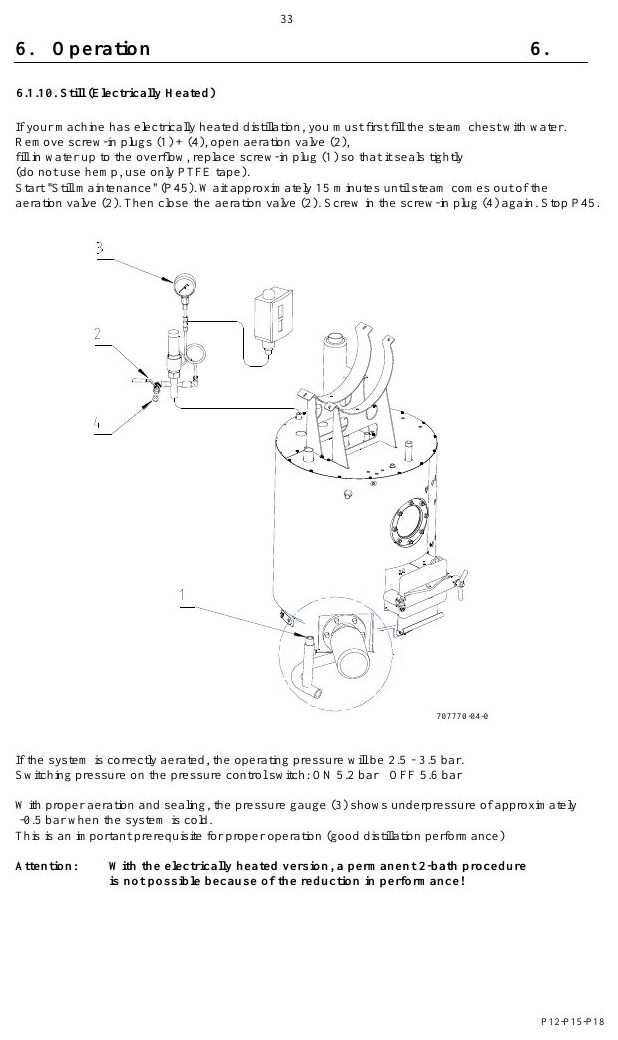 33
6. Operation 6.
6.1.10. Still (Electrically Heated)
If your machine has electrically heated distillation, you must first fill the steam chest with water.
Remove screw-in plugs (1) + (4), open aeration valve (2),
fill in water up to the overflow, replace screw-in plug (1) so that it seals tightly
(do not use hemp, use only PTFE tape).
Start "Still maintenance" (P45). Wait approximately 15 minutes until steam comes out of the
aeration valve (2). Then close the aeration valve (2). Screw in the screw-in plug (4) again. Stop P45.
3
2
4
1
707770-04-0
If the system is correctly aerated, the operating pressure will be 2.5 - 3.5 bar.
Switching pressure on the pressure control switch: ON 5.2 bar OFF 5.6 bar
With proper aeration and sealing, the pressure gauge (3) shows underpressure of approximately
-0.5 bar when the system is cold.
This is an important prerequisite for proper operation (good distillation performance)
Attention: With the electrically heated version, a permanent 2-bath procedure
is not possible because of the reduction in performance!
P12-P15-P18